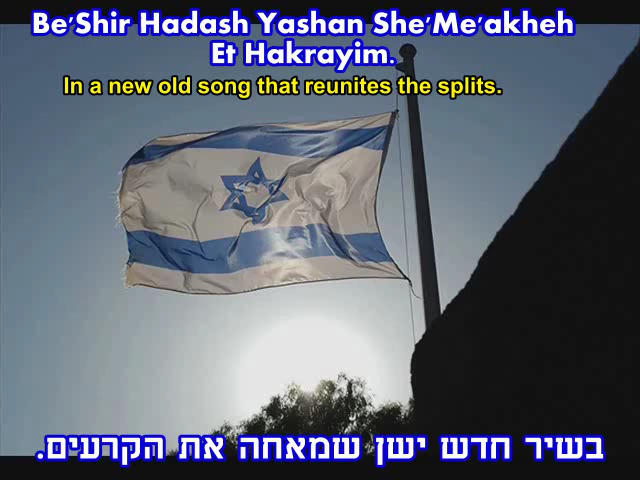 Be'Shir Hadash Yashan She'Me'akheh
Et Hakrayim.
In a new old song that reunites the splits.
בשיר חדש ישן שמאחה את הקרעים.